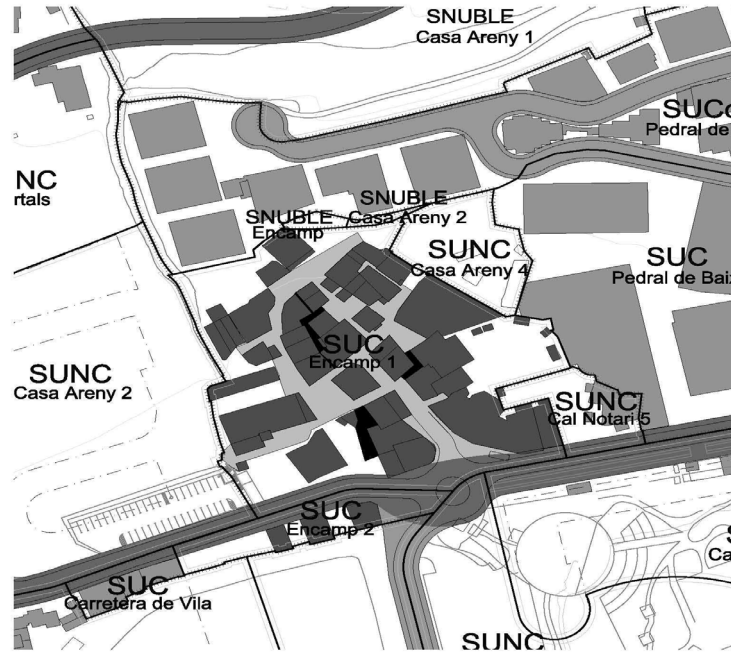 SNUBLE
Casa Areny 1
SUCo
Pedral de
NC
rtals
SNUBLE
Casa Areny 2
SNUBLE
Encamp
SUNC
Casa Areny 4
SUC
Pedral de Baix
SUC
Encamp 1
SUNC
Casa Areny 2
SUNC
Cal Notari 5
SUC
Encamp 2
S
Ca
SUC
Carretera de Vila
SUNC